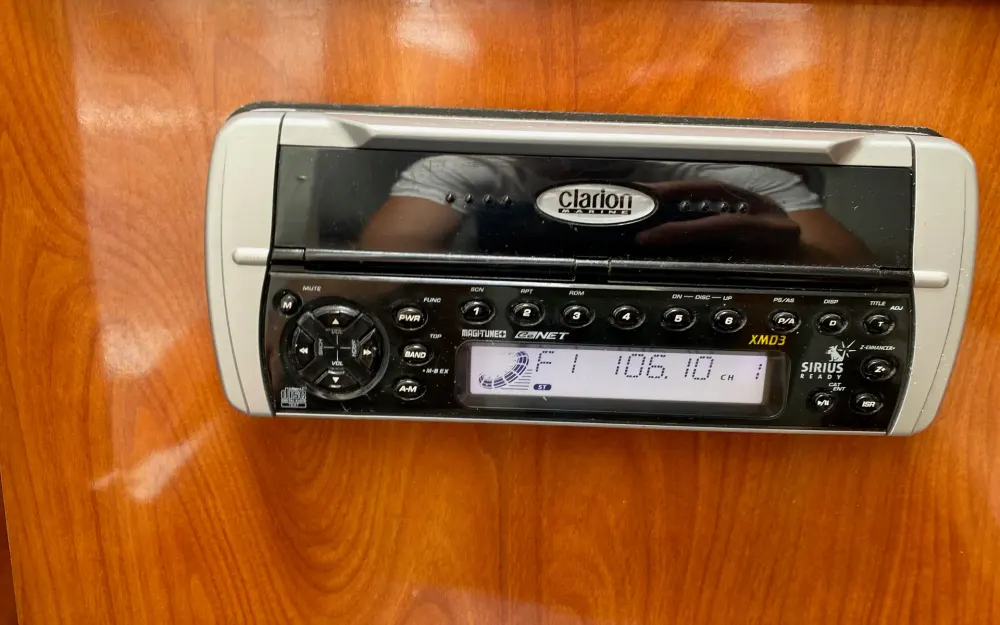 clarion
MARINE
MUTE
M
VOL
VOL
FUNC
PWR
TOP
BAND
• M-B EX
A-M
SCN RPT RDM DN — DISC — UP PS/AS DISP TITLE ADJ
1 2 3 4 5 6 P/A D T
MAGITUNE CeNET XMD3
F1 106.10 CH 1
ST
SIRIUS
READY
Z-ENHANCER+
Z+
CAT
ENT
ISR